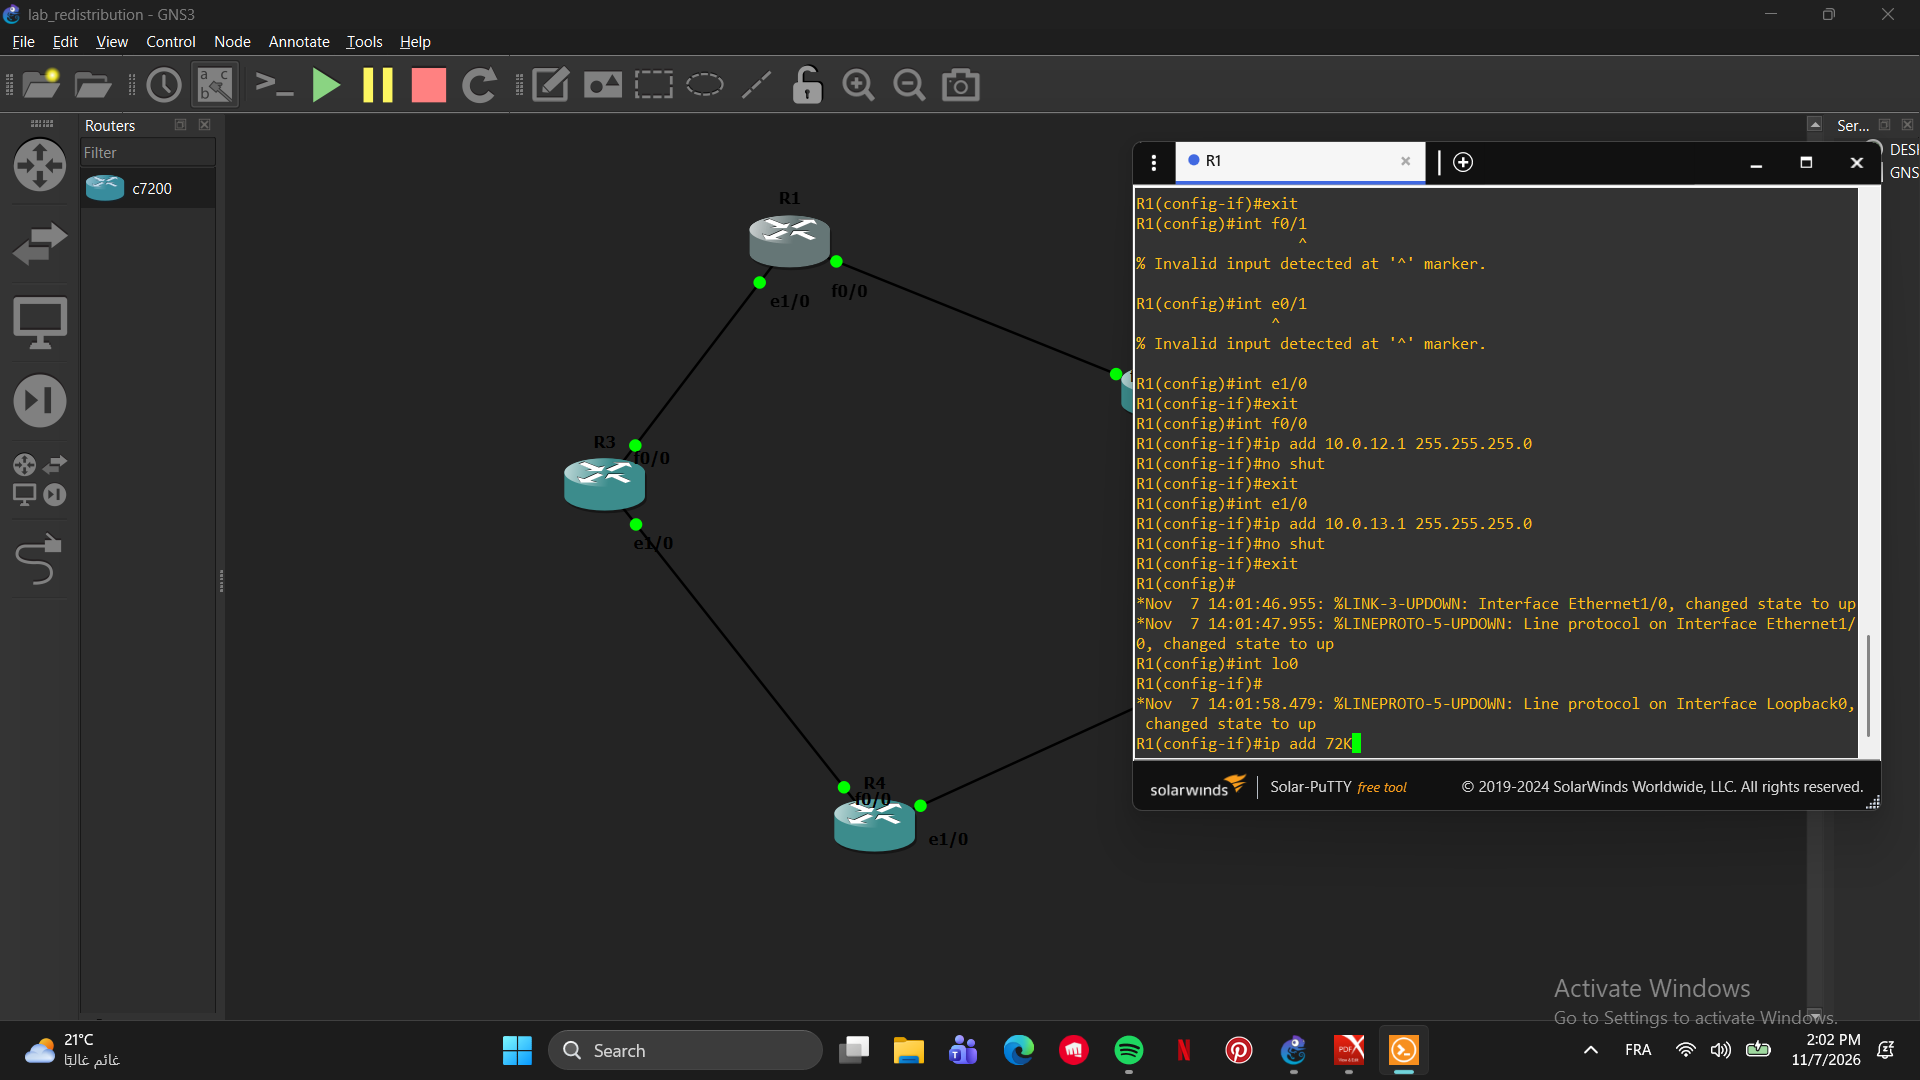 lab_redistribution - GNS3
File Edit View Control Node Annotate Tools Help
Routers
Filter
c7200
R1
e1/0
f0/0
R3
f0/0
e1/0
R4
f0/0
e1/0
Ser...
DESK
GNS
R1
R1(config-if)#exit
R1(config)#int f0/1
^
% Invalid input detected at '^' marker.
R1(config)#int e0/1
^
% Invalid input detected at '^' marker.
R1(config)#int e1/0
R1(config-if)#exit
R1(config)#int f0/0
R1(config-if)#ip add 10.0.12.1 255.255.255.0
R1(config-if)#no shut
R1(config-if)#exit
R1(config)#int e1/0
R1(config-if)#ip add 10.0.13.1 255.255.255.0
R1(config-if)#no shut
R1(config-if)#exit
R1(config)#
*Nov  7 14:01:46.955: %LINK-3-UPDOWN: Interface Ethernet1/0, changed state to up
*Nov  7 14:01:47.955: %LINEPROTO-5-UPDOWN: Line protocol on Interface Ethernet1/
0, changed state to up
R1(config)#int lo0
R1(config-if)#
*Nov  7 14:01:58.479: %LINEPROTO-5-UPDOWN: Line protocol on Interface Loopback0,
changed state to up
R1(config-if)#ip add 72K
solarwinds Solar-PuTTY free tool © 2019-2024 SolarWinds Worldwide, LLC. All rights reserved.
Activate Windows
Go to Settings to activate Windows.
21°C
غائم غالبًا
Search
FRA
2:02 PM
11/7/2026